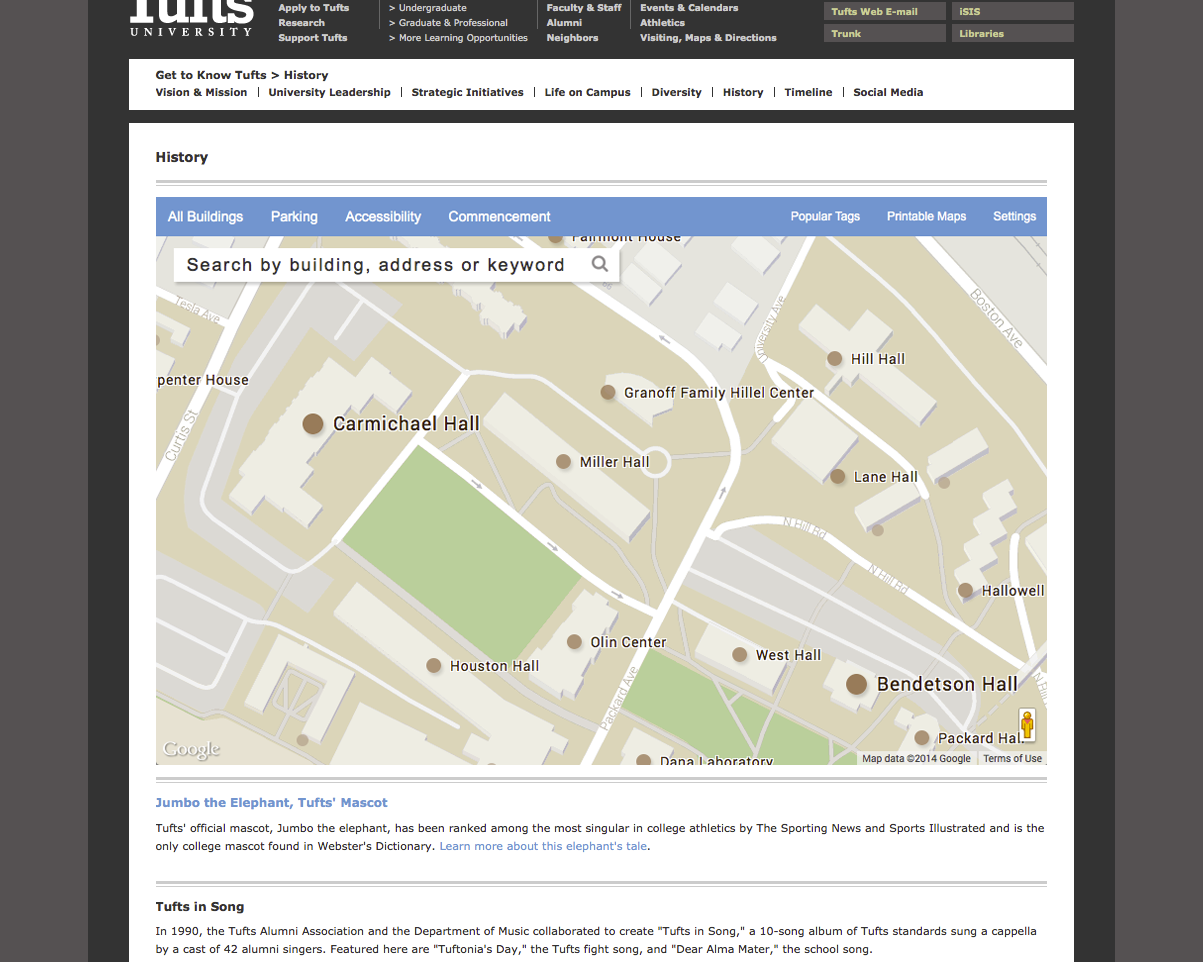 Tufts
UNIVERSITY
Apply to Tufts
Research
Support Tufts
> Undergraduate
> Graduate & Professional
> More Learning Opportunities
Faculty & Staff
Alumni
Neighbors
Events & Calendars
Athletics
Visiting, Maps & Directions
Tufts Web E-mail
iSIS
Trunk
Libraries
Get to Know Tufts > History
Vision & Mission | University Leadership | Strategic Initiatives | Life on Campus | Diversity | History | Timeline | Social Media
History
All Buildings Parking Accessibility Commencement Popular Tags Printable Maps Settings
Fairmont House
Search by building, address or keyword
Tesla Ave
University Ave
Boston Ave
Hill Hall
penter House
Granoff Family Hillel Center
Curtis St
Carmichael Hall
Miller Hall
Lane Hall
N Hill Rd
N Hill Rd
Hallowell
Olin Center
West Hall
Houston Hall
Packard Ave
Bendetson Hall
N Hill
Packard Hall
Google
Dana Laboratory
Map data ©2014 Google
Terms of Use
Jumbo the Elephant, Tufts' Mascot
Tufts' official mascot, Jumbo the elephant, has been ranked among the most singular in college athletics by The Sporting News and Sports Illustrated and is the
only college mascot found in Webster's Dictionary. Learn more about this elephant's tale.
Tufts in Song
In 1990, the Tufts Alumni Association and the Department of Music collaborated to create "Tufts in Song," a 10-song album of Tufts standards sung a cappella
by a cast of 42 alumni singers. Featured here are "Tuftonia's Day," the Tufts fight song, and "Dear Alma Mater," the school song.